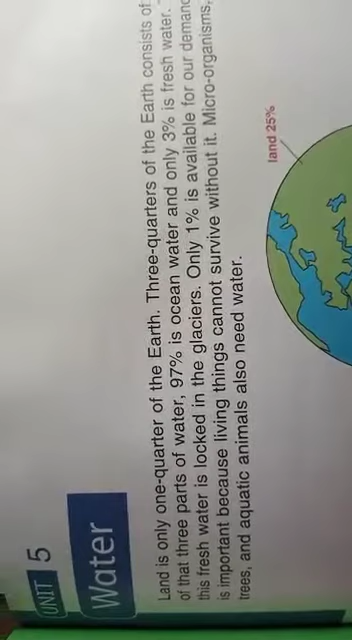 UNIT 5
Water
Land is only one-quarter of the Earth. Three-quarters of the Earth consists of
of that three parts of water, 97% is ocean water and only 3% is fresh water.
this fresh water is locked in the glaciers. Only 1% is available for our
is important because living things cannot survive without it. Micro-organisms,
trees, and aquatic animals also need water.
land 25%